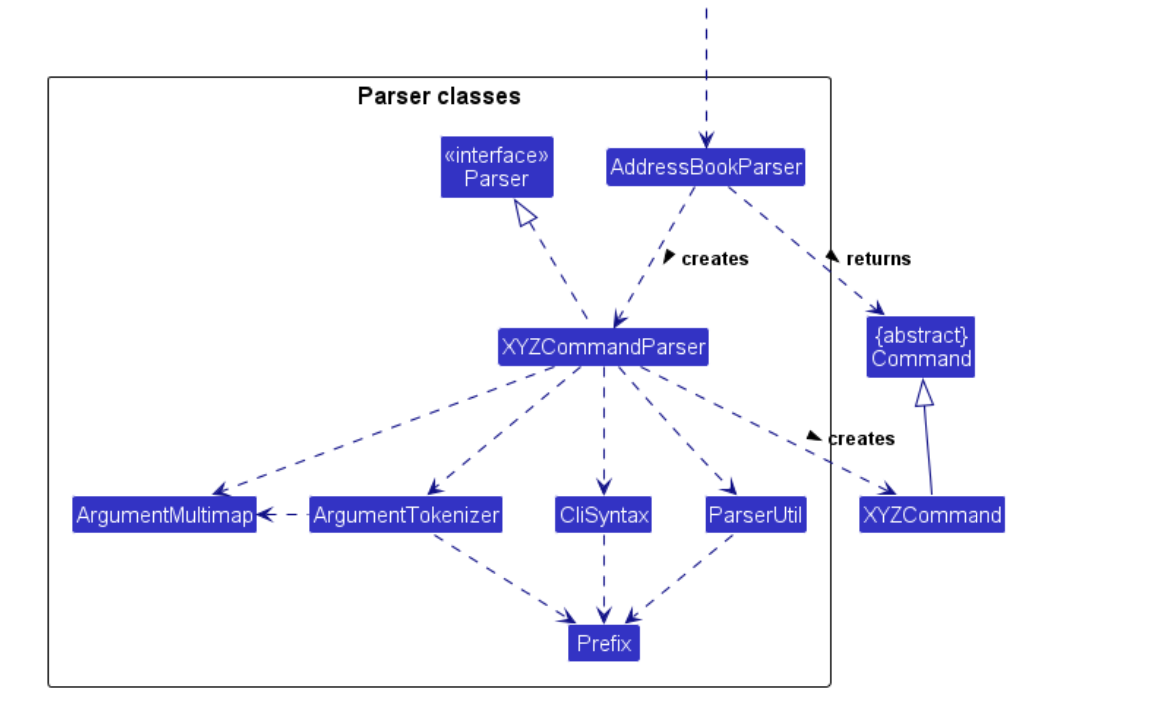 Parser classes
«interface»
Parser
AddressBookParser
creates
returns
XYZCommandParser
{abstract}
Command
creates
ArgumentMultimap
ArgumentTokenizer
CliSyntax
ParserUtil
XYZCommand
Prefix